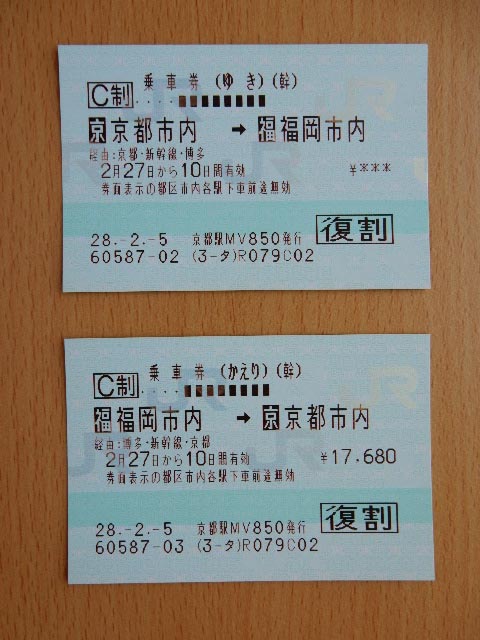 乗車券 (ゆき) (幹)
C制 ....■■■■■■■■■
京 京都市内 → 福 福岡市内
経由:京都・新幹線・博多
2月27日から10日間有効 ¥***
券面表示の都区市内各駅下車前途無効
復割
28.-2.-5 京都駅MV850発行
60587-02 (3-タ)R079C02
乗車券 (かえり) (幹)
C制 ....■■■■■■■■■
福 福岡市内 → 京 京都市内
経由:博多・新幹線・京都
2月27日から10日間有効 ¥17,680
券面表示の都区市内各駅下車前途無効
復割
28.-2.-5 京都駅MV850発行
60587-03 (3-タ)R079C02